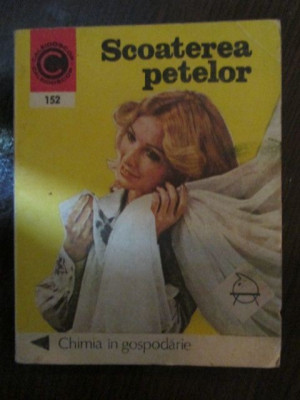 152
Scoaterea
petelor
Chimia în gospodărie